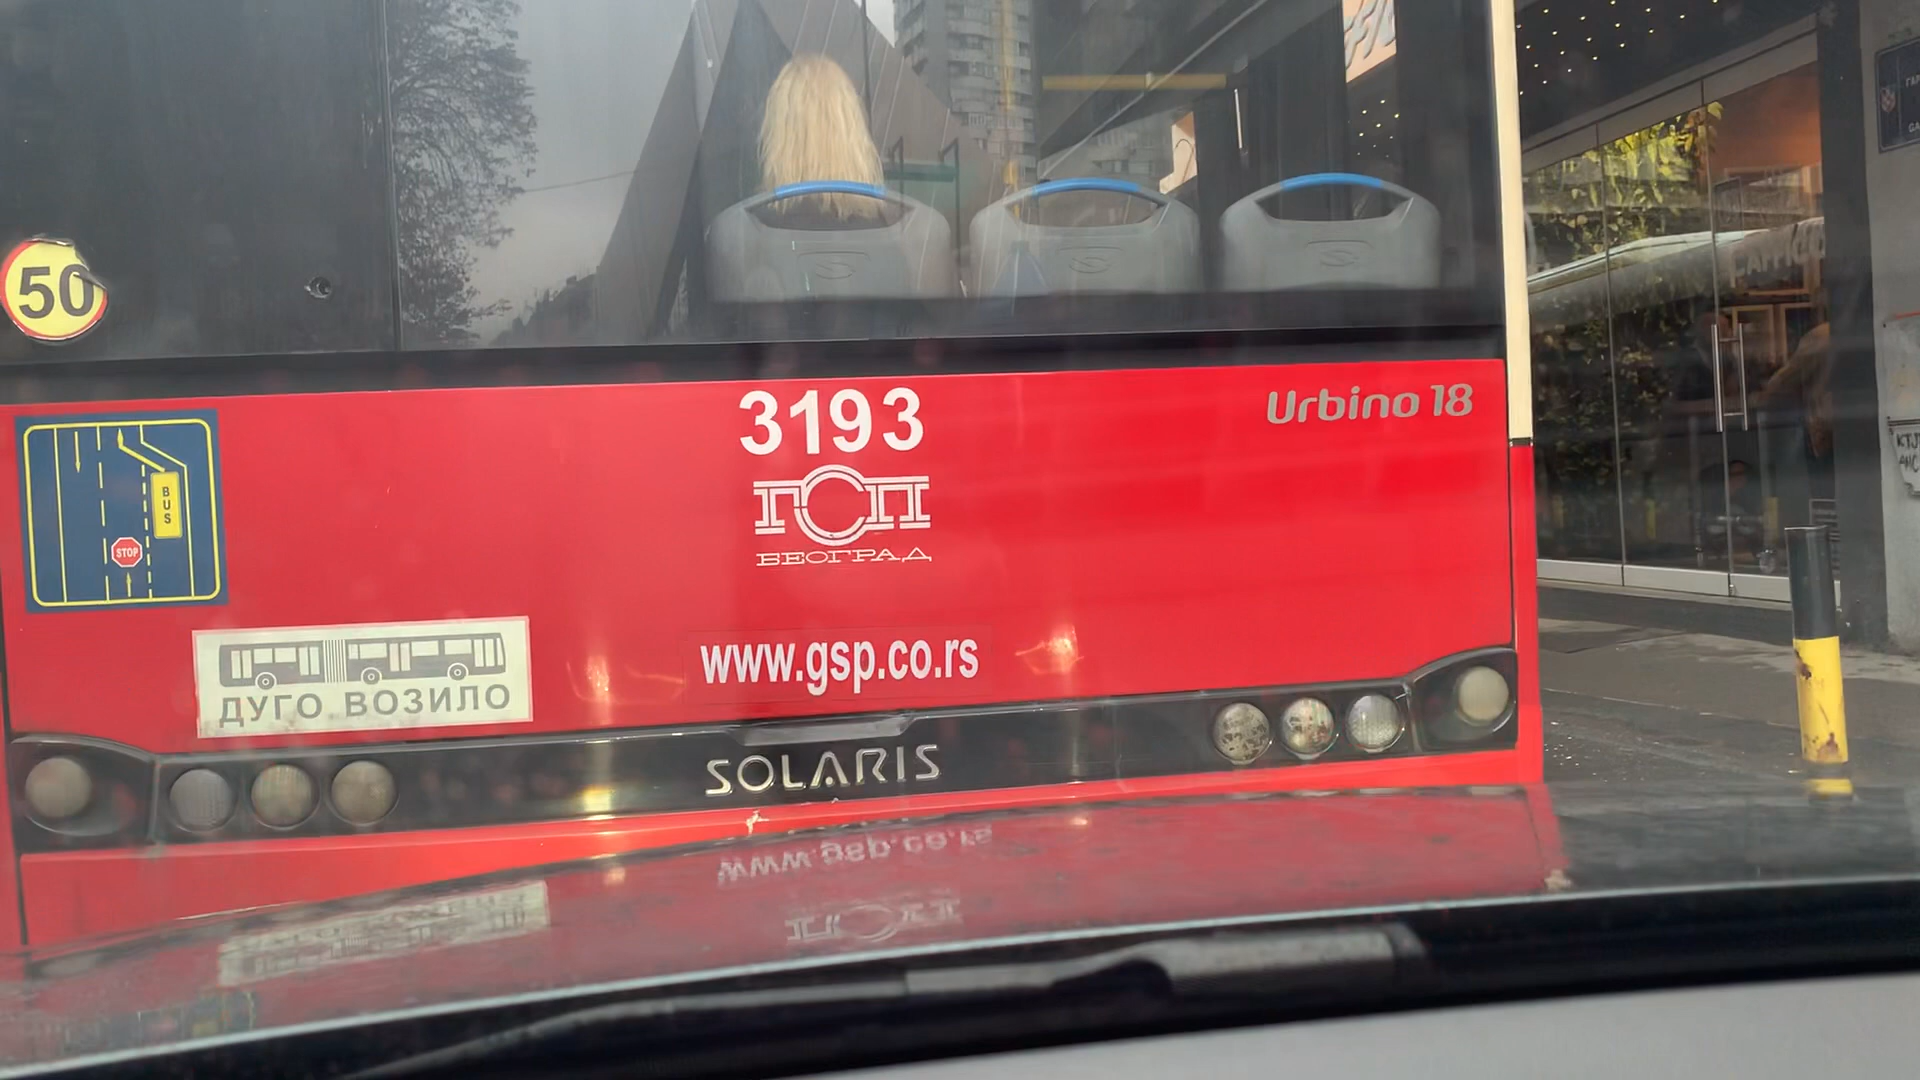 50
3193
Urbino 18
ГСП
БЕОГРАД
BUS
STOP
www.gsp.co.rs
ДУГО ВОЗИЛО
SOLARIS